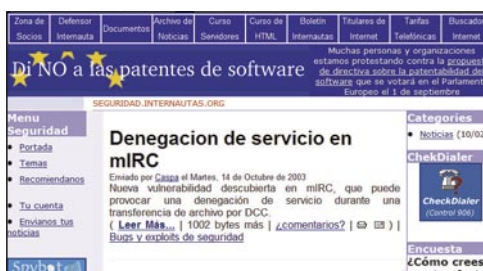 Zona de Socios
Defensor Internauta
Documentos
Archivo de Noticias
Curso Servidores
Curso de HTML
Boletín Internautas
Titulares de Internet
Tarifas Telefónicas
Buscador Internet
Di NO a las patentes de software
Muchas personas y organizaciones
estamos protestando contra la propuesta
de directiva sobre la patentabilidad del
software que se votará en el Parlamento
Europeo el 1 de septiembre
SEGURIDAD.INTERNAUTAS.ORG
Menu
Seguridad
Portada
Temas
Recomiendanos
Tu cuenta
Envianos tus
noticias
Spybot
Denegacion de servicio en
mIRC
Enviado por Caspa el Martes, 14 de Octubre de 2003
Nueva vulnerabilidad descubierta en mIRC, que puede
provocar una denegación de servicio durante una
transferencia de archivo por DCC.
( Leer Más... | 1002 bytes más | ¿comentarios? | ) |
Bugs y exploits de seguridad
Categories
Noticias (10/02
ChekDialer
CheckDialer
(Control 906)
Encuesta
¿Cómo crees